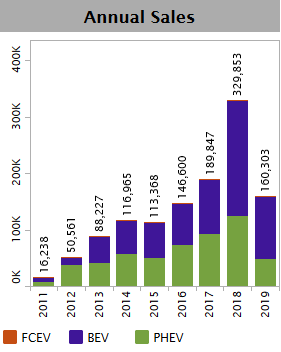 Annual Sales
400K
300K
200K
100K
0K
16,238
50,561
88,227
116,965
113,368
146,600
189,847
329,853
160,303
2011
2012
2013
2014
2015
2016
2017
2018
2019
FCEV BEV PHEV